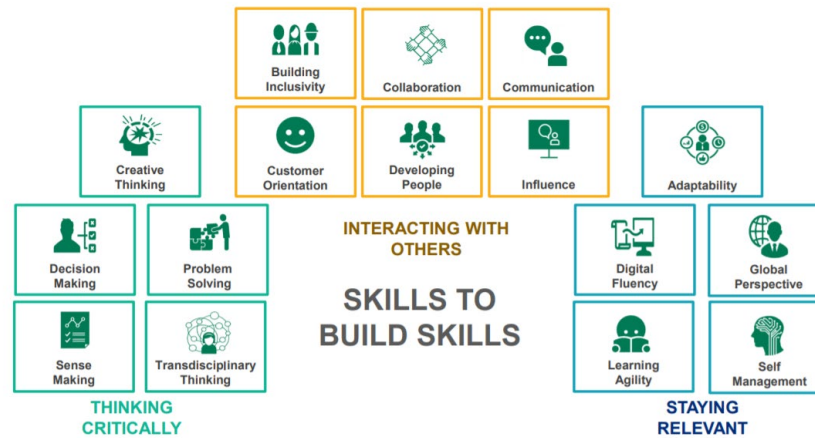 Building
Inclusivity
Collaboration
Communication
Creative
Thinking
Customer
Orientation
Developing
People
Influence
Adaptability
Decision
Making
Problem
Solving
INTERACTING WITH
OTHERS
Digital
Fluency
Global
Perspective
SKILLS TO
BUILD SKILLS
Sense
Making
Transdisciplinary
Thinking
Learning
Agility
Self
Management
THINKING
CRITICALLY
STAYING
RELEVANT